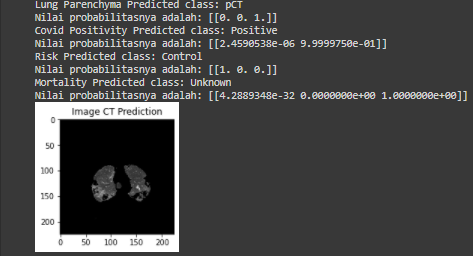 Lung Parenchyma Predicted class: pCT
Nilai probabilitasnya adalah: [[0. 0. 1.]]
Covid Positivity Predicted class: Positive
Nilai probabilitasnya adalah: [[2.4590538e-06 9.9999750e-01]]
Risk Predicted class: Control
Nilai probabilitasnya adalah: [[1. 0. 0.]]
Mortality Predicted class: Unknown
Nilai probabilitasnya adalah: [[4.2889348e-32 0.0000000e+00 1.0000000e+00]]
Image CT Prediction
0
50
100
150
200
0 50 100 150 200